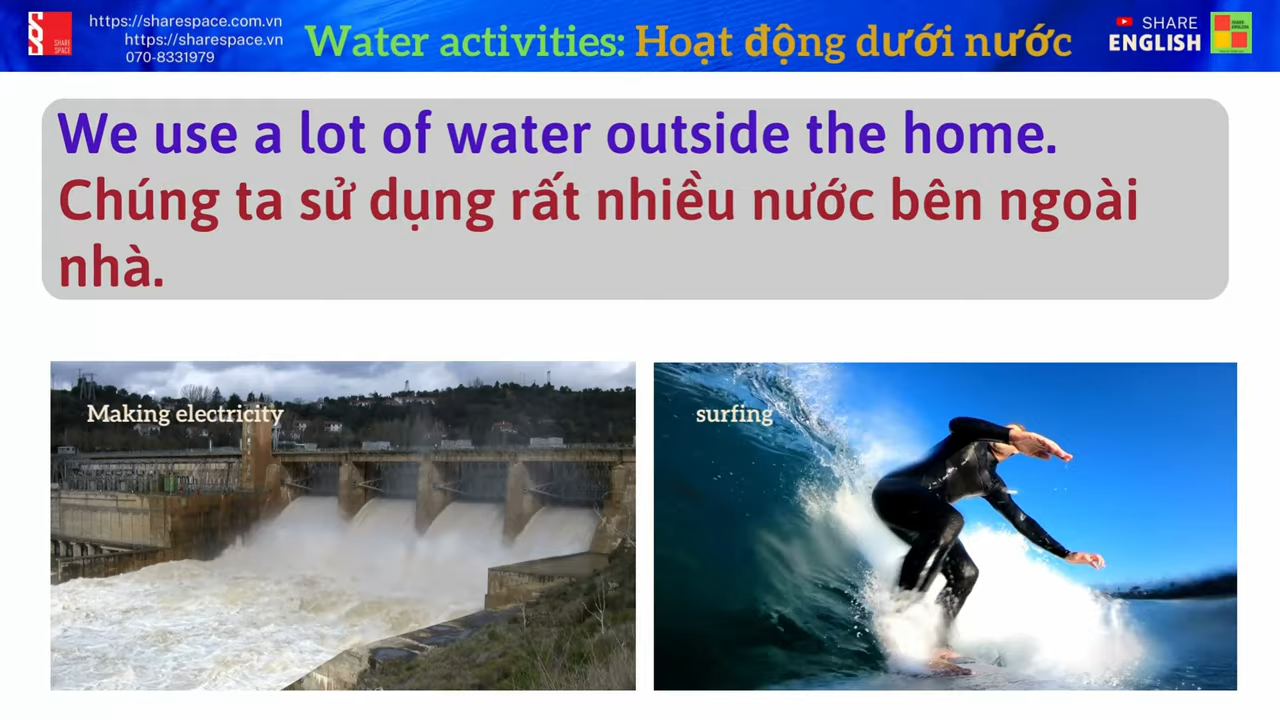 https://sharespace.com.vn
https://sharespace.vn
070-8331979
SHARE
SPACE
Water activities: Hoạt động dưới nước
SHARE
ENGLISH
We use a lot of water outside the home.
Chúng ta sử dụng rất nhiều nước bên ngoài
nhà.
Making electricity
surfing